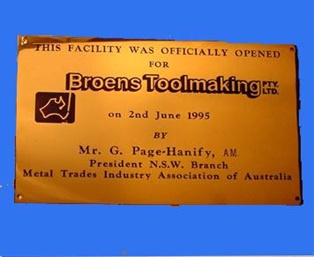 THIS FACILITY WAS OFFICIALLY OPENED
FOR
Broens Toolmaking PTY. LTD.
on 2nd June 1995
BY
Mr. G. Page-Hanify, AM
President N.S.W. Branch
Metal Trades Industry Association of Australia